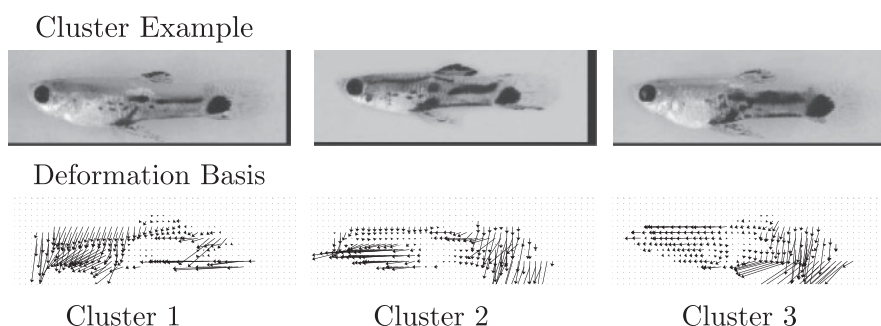 Cluster Example
Deformation Basis
Cluster 1 Cluster 2 Cluster 3